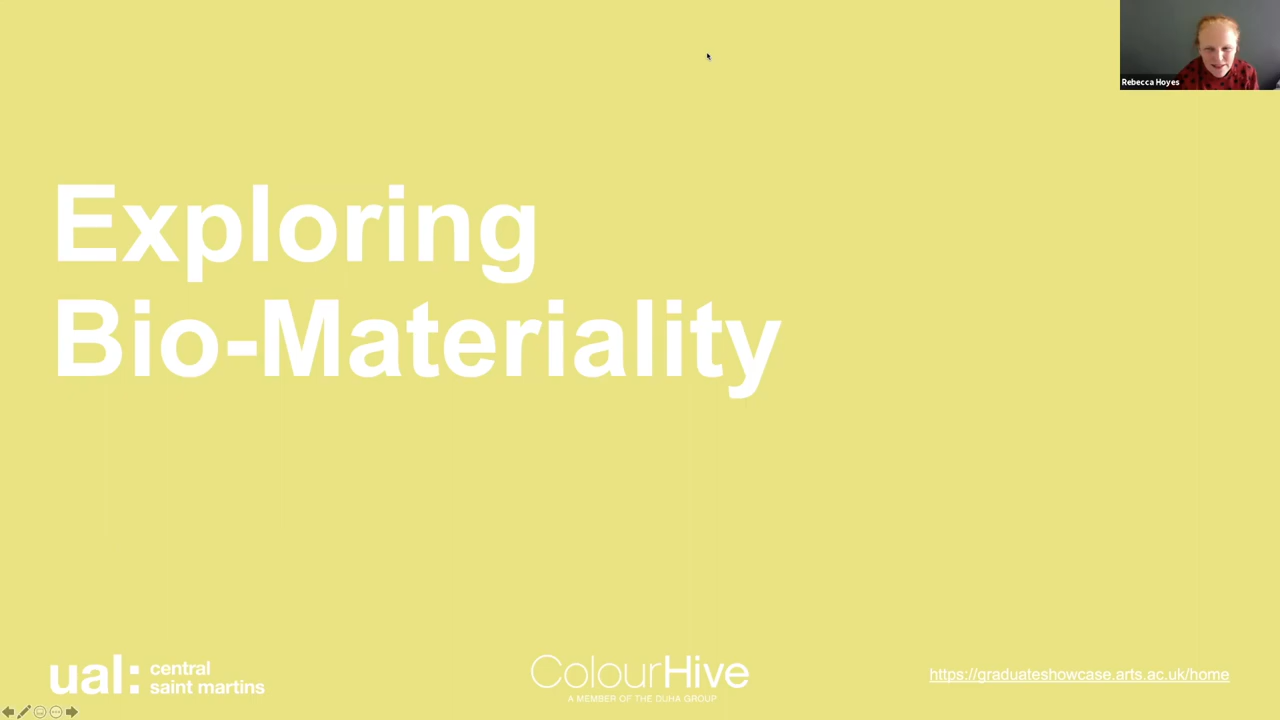 Rebecca Hoyes
Exploring
Bio-Materiality
ual: central
saint martins
ColourHive
A MEMBER OF THE DUHA GROUP
https://graduateshowcase.arts.ac.uk/home